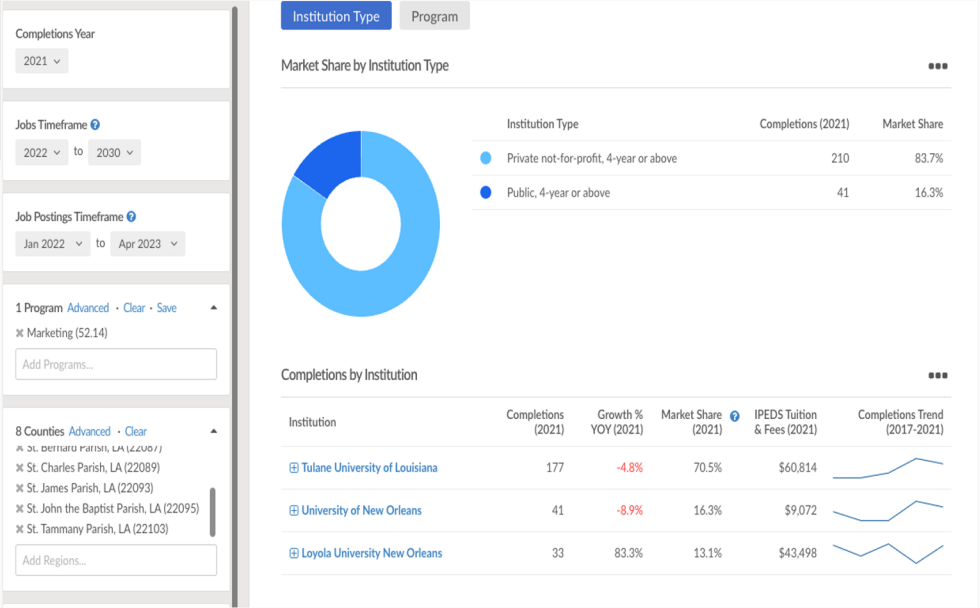 Completions Year
2021
Jobs Timeframe ?
2022 to 2030
Job Postings Timeframe ?
Jan 2022 to Apr 2023
1 Program Advanced · Clear · Save
Marketing (52.14)
Add Programs...
8 Counties Advanced · Clear
St. Bernard Parish, LA (22087)
St. Charles Parish, LA (22089)
St. James Parish, LA (22093)
St. John the Baptist Parish, LA (22095)
St. Tammany Parish, LA (22103)
Add Regions...
Institution Type Program
Market Share by Institution Type
Institution Type Completions (2021) Market Share
Private not-for-profit, 4-year or above 210 83.7%
Public, 4-year or above 41 16.3%
Completions by Institution
Institution Completions (2021) Growth % YOY (2021) Market Share (2021) ? IPEDS Tuition & Fees (2021) Completions Trend (2017-2021)
Tulane University of Louisiana 177 -4.8% 70.5% $60,814
University of New Orleans 41 -8.9% 16.3% $9,072
Loyola University New Orleans 33 83.3% 13.1% $43,498